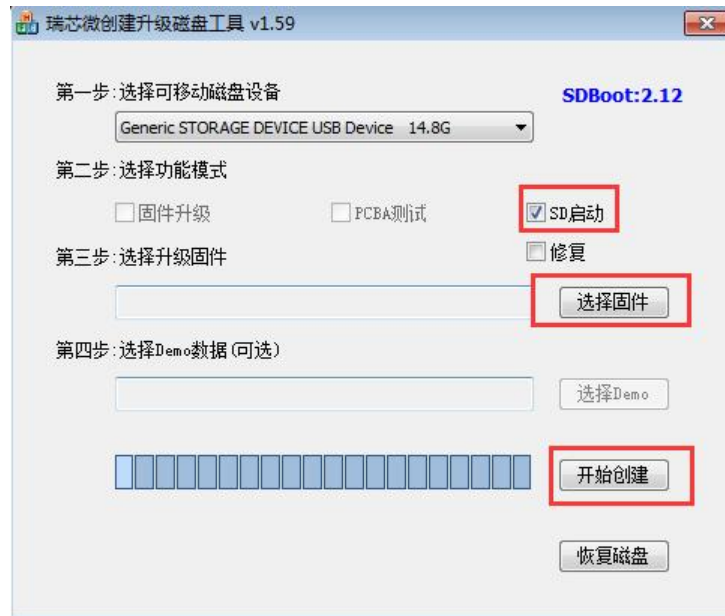 瑞芯微创建升级磁盘工具 v1.59
第一步:选择可移动磁盘设备
SDBoot:2.12
Generic STORAGE DEVICE USB Device 14.8G
第二步:选择功能模式
固件升级
PCBA测试
SD启动
第三步:选择升级固件
修复
选择固件
第四步:选择Demo数据(可选)
选择Demo
开始创建
恢复磁盘